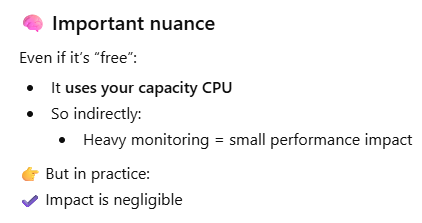 🧠 Important nuance
Even if it's “free”:
• It uses your capacity CPU
• So indirectly:
• Heavy monitoring = small performance impact
👉 But in practice:
✔ Impact is negligible